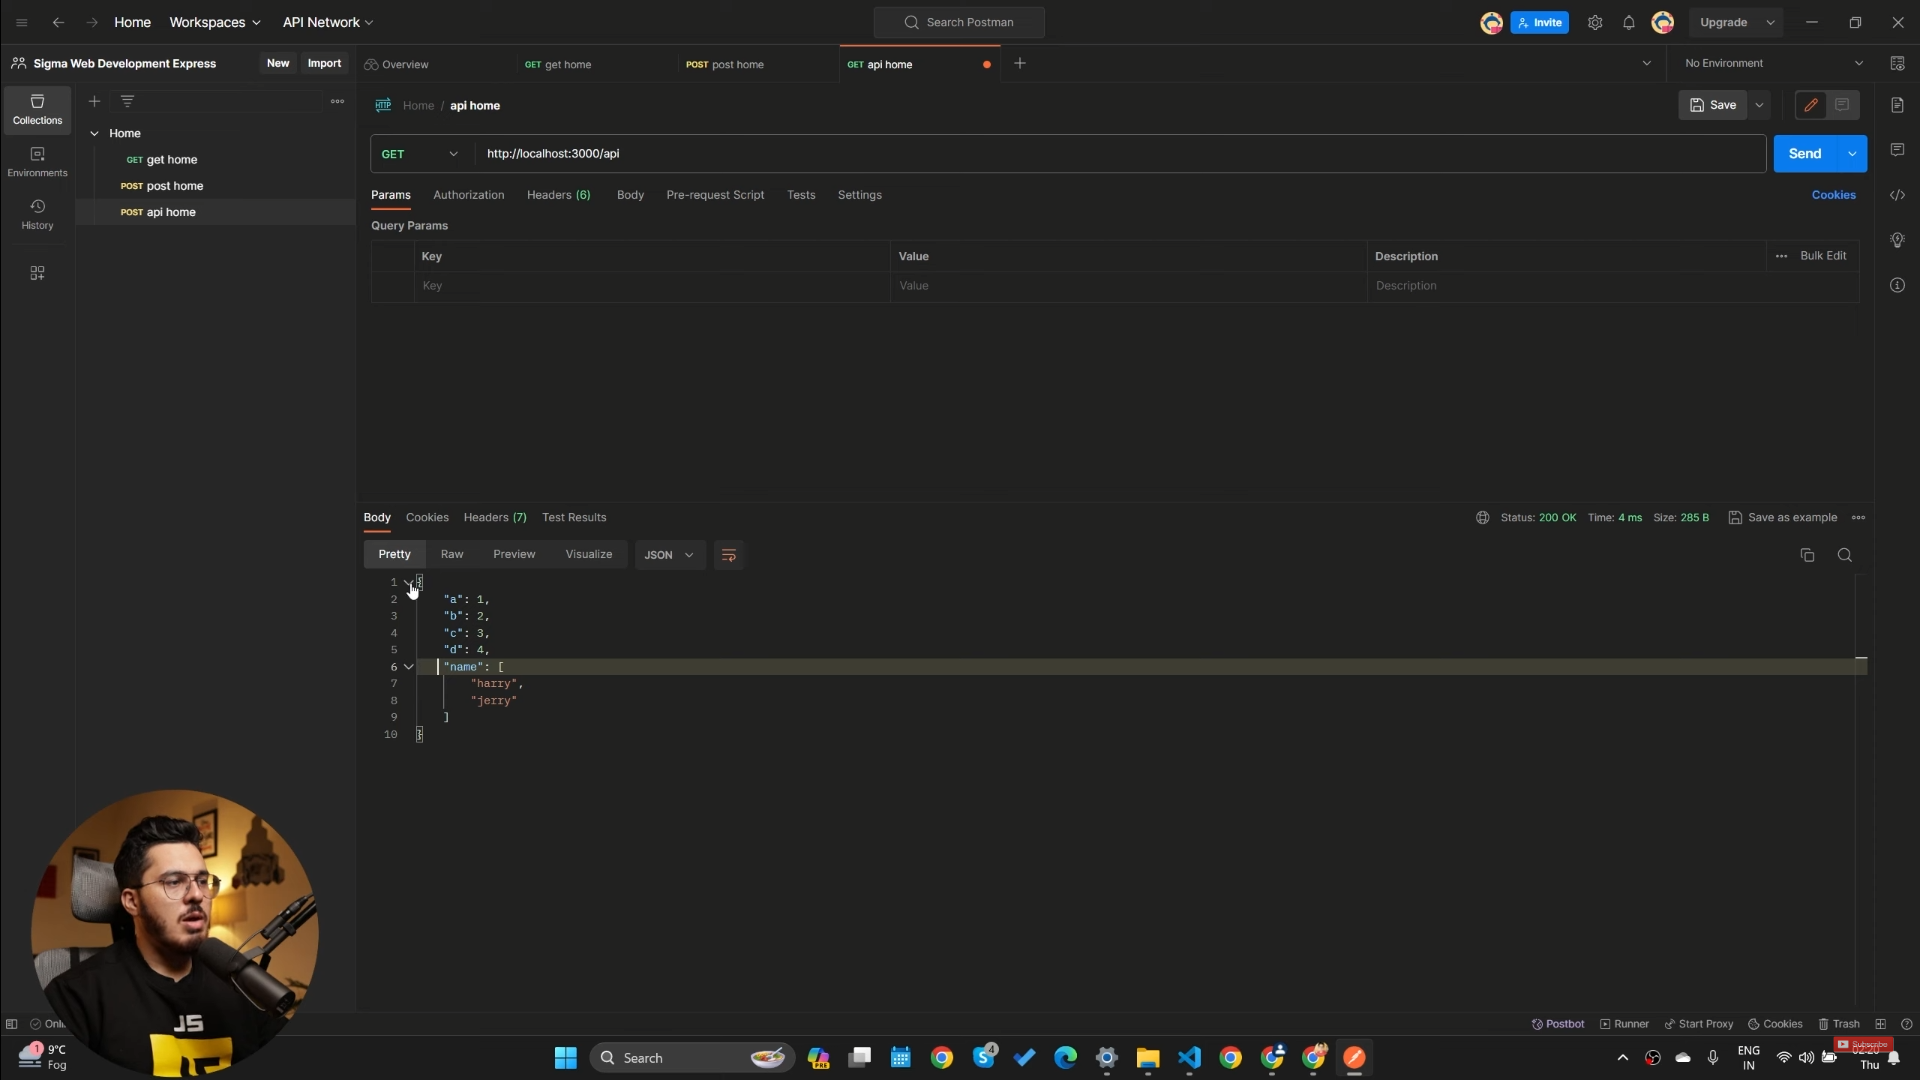 Home Workspaces API Network Search Postman Invite Upgrade
Sigma Web Development Express New Import Overview GET get home POST post home GET api home No Environment
Collections
Environments
History
Home
GET get home
POST post home
POST api home
HTTP Home / api home Save
GET http://localhost:3000/api Send
Params Authorization Headers (6) Body Pre-request Script Tests Settings Cookies
Query Params
Key Value Description Bulk Edit
Key Value Description
Body Cookies Headers (7) Test Results Status: 200 OK Time: 4 ms Size: 285 B Save as example
Pretty Raw Preview Visualize JSON
1 {
2 "a": 1,
3 "b": 2,
4 "c": 3,
5 "d": 4,
6 "name": [
7 "harry",
8 "jerry"
9 ]
10 }
JS
Postbot Runner Start Proxy Cookies Trash
1 9°C
Fog
Search
PRE
4
ENG
IN
Subscribe
Thu